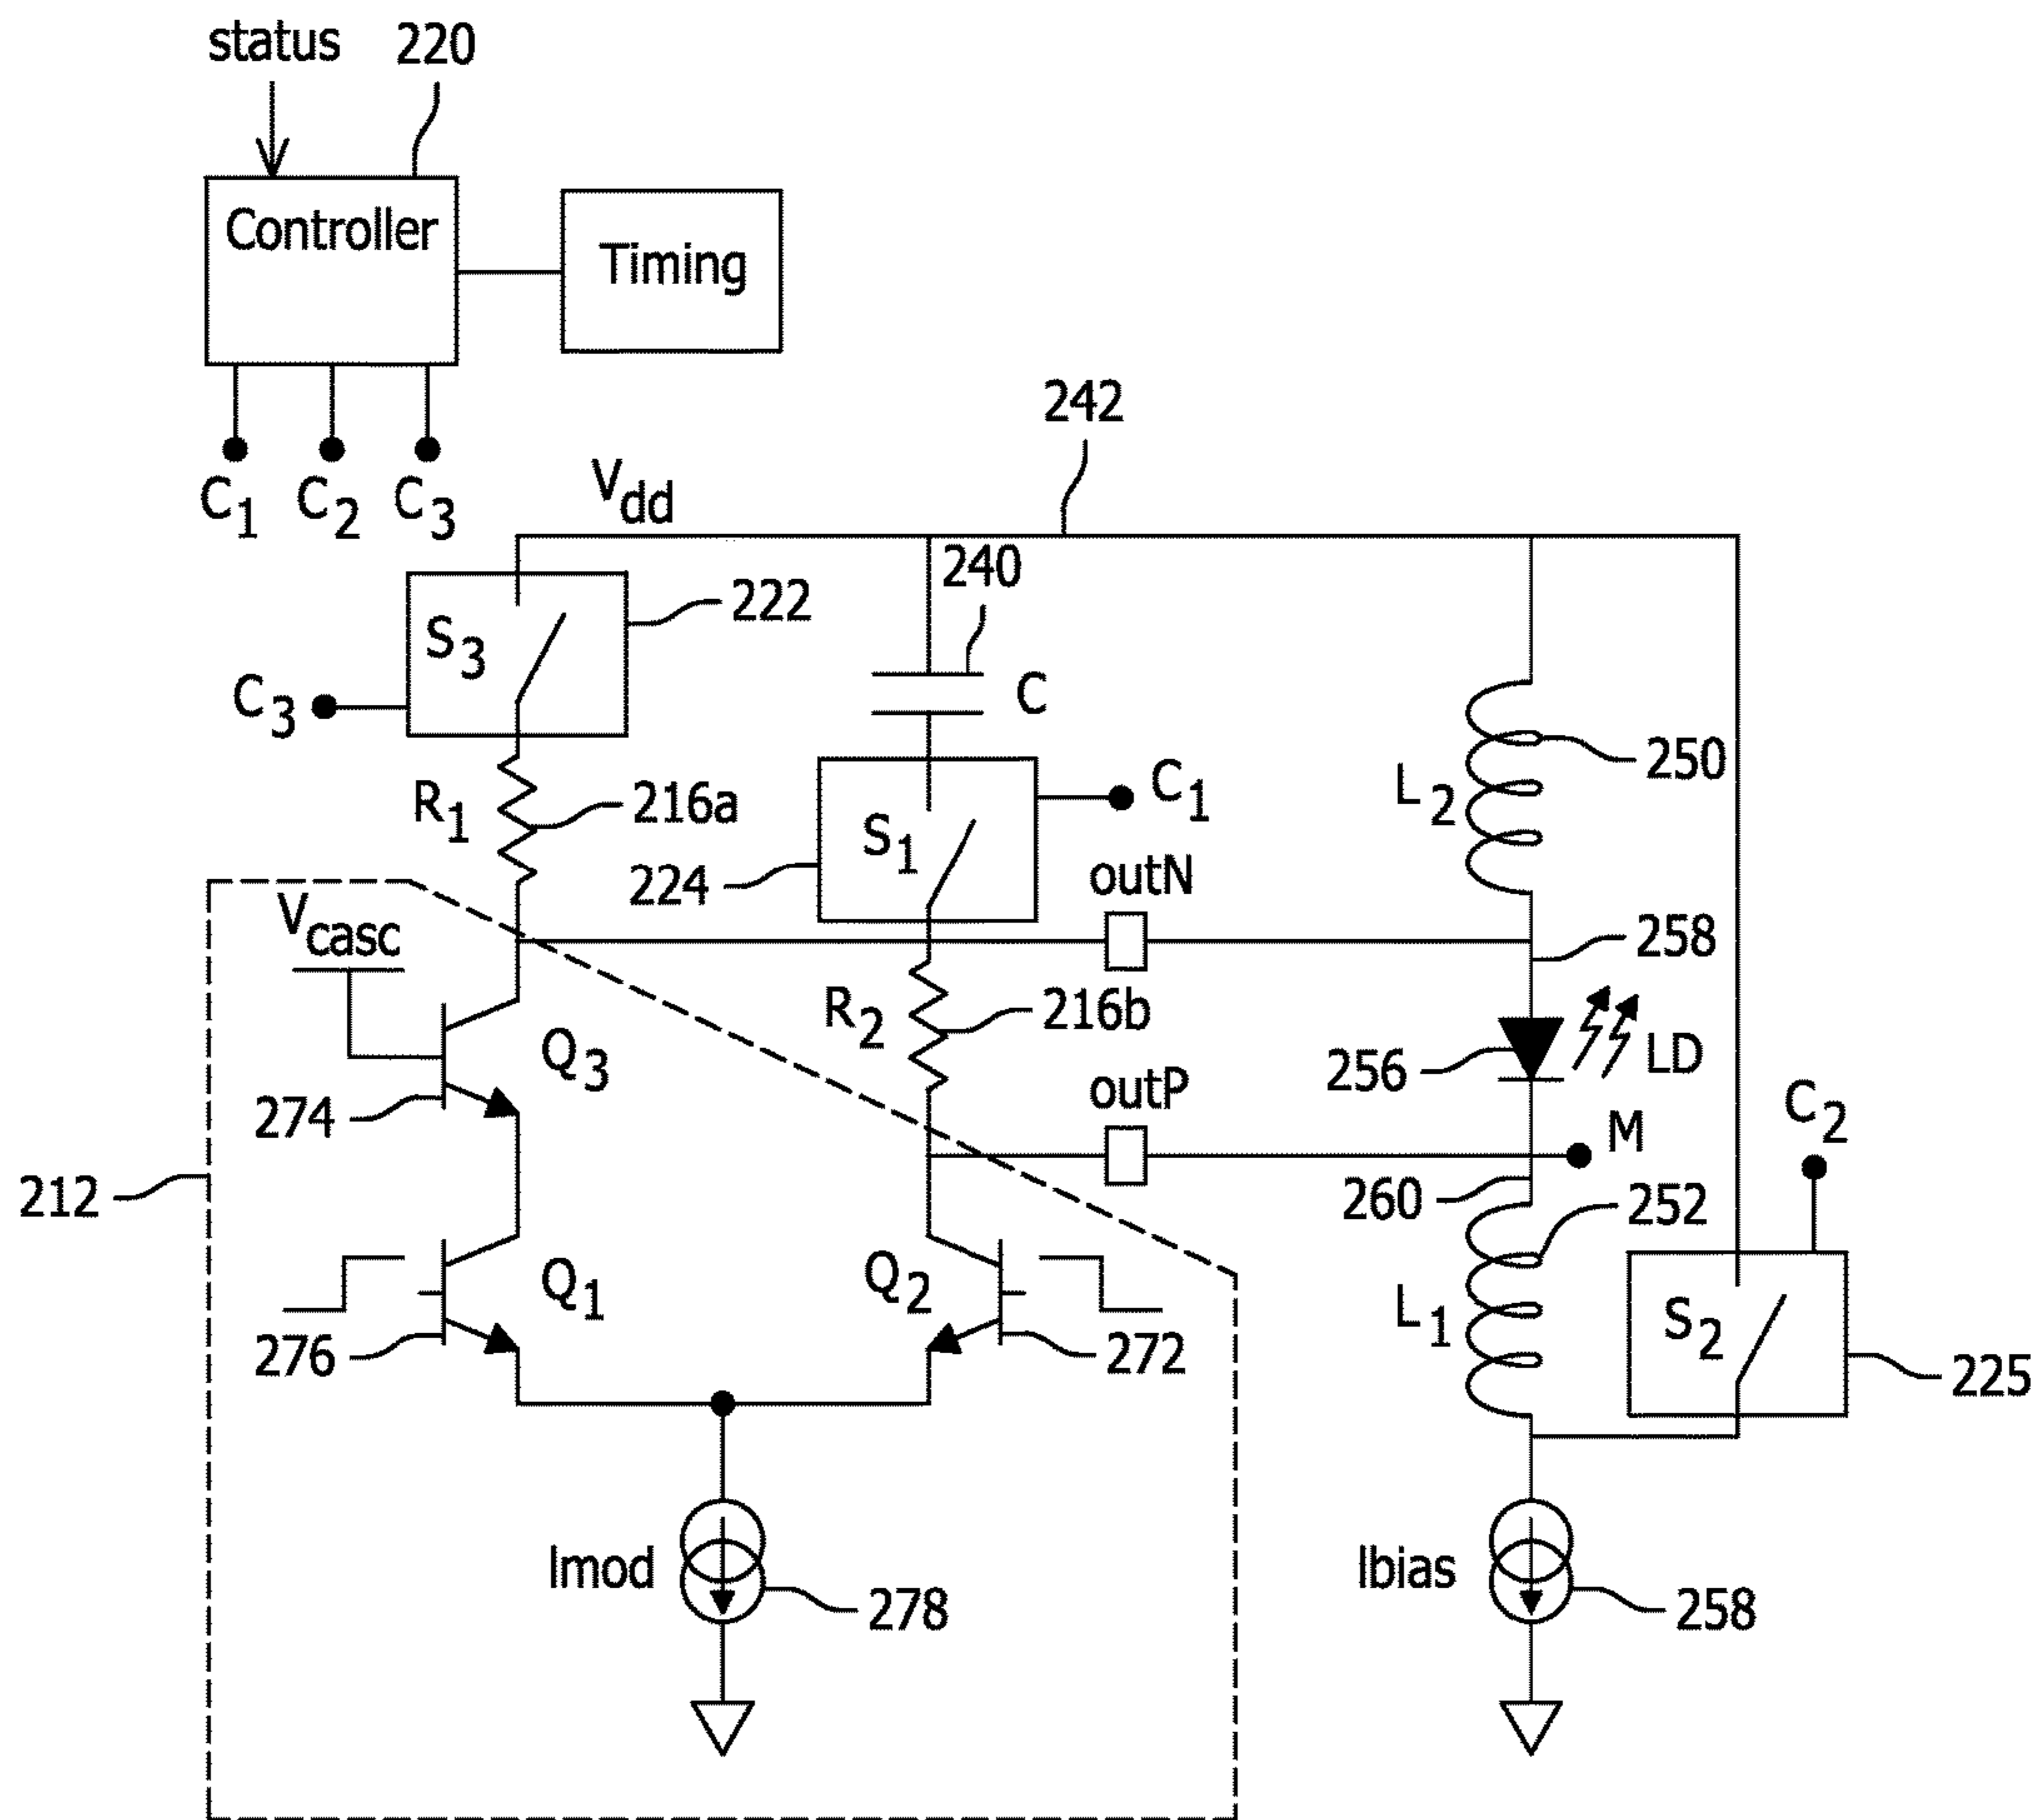 status 220
Controller
Timing
C1 C2 C3
242
Vdd
240
S3 222
C3
C
R1 216a
S1 C1
224
L2 250
outN
Vcasc
258
R2 216b
Q3
274
outP
256 LD
M C2
212
260 252
Q1 Q2
L1
S2
276 272
225
Imod 278
Ibias 258